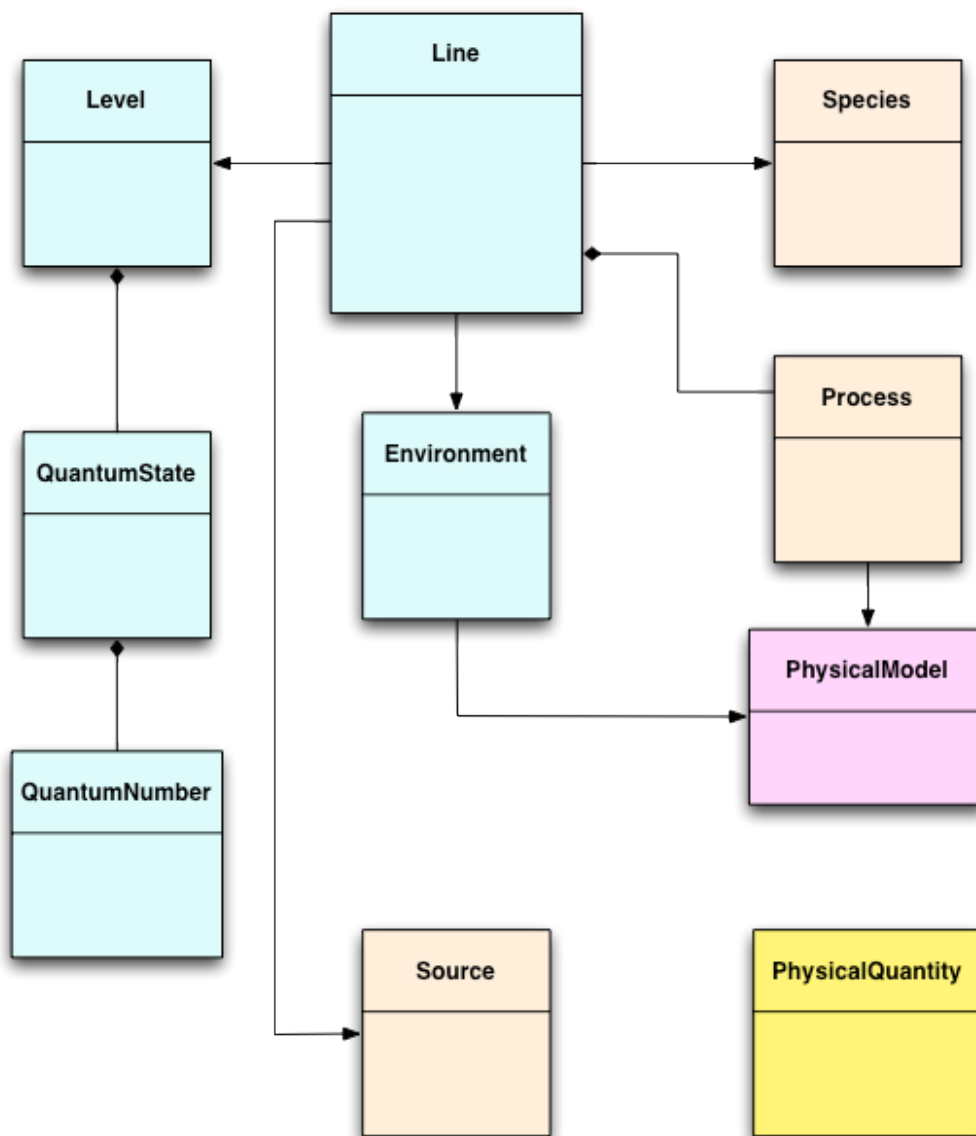 Line
Level
Species
Process
Environment
QuantumState
PhysicalModel
QuantumNumber
Source
PhysicalQuantity